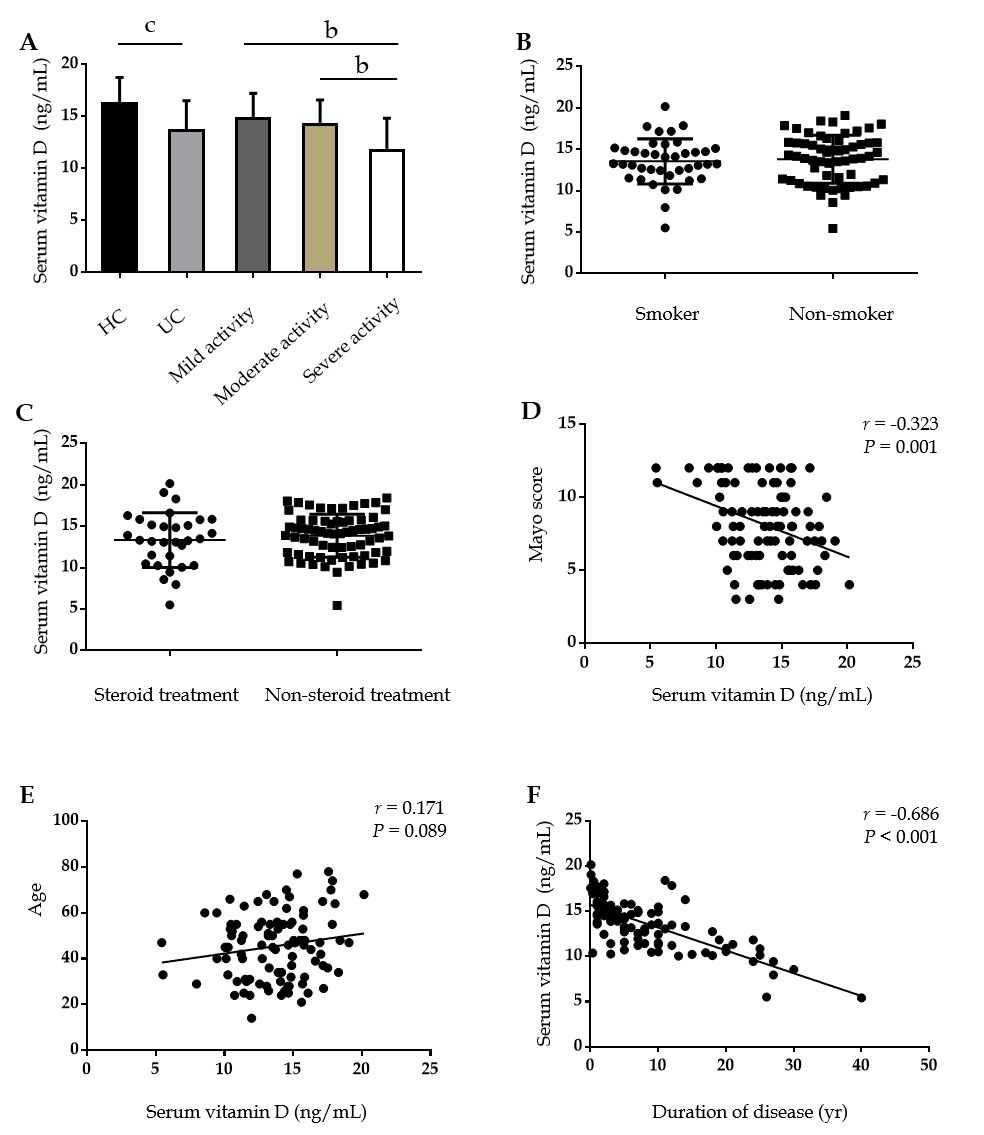 A
c
b
b
Serum vitamin D (ng/mL)
20
15
10
5
0
HC
UC
Mild activity
Moderate activity
Severe activity
B
Serum vitamin D (ng/mL)
25
20
15
10
5
0
Smoker
Non-smoker
C
Serum vitamin D (ng/mL)
25
20
15
10
5
0
Steroid treatment
Non-steroid treatment
D
r = -0.323
P = 0.001
Mayo score
15
10
5
0
0 5 10 15 20 25
Serum vitamin D (ng/mL)
E
r = 0.171
P = 0.089
Age
100
80
60
40
20
0
0 5 10 15 20 25
Serum vitamin D (ng/mL)
F
r = -0.686
P < 0.001
Serum vitamin D (ng/mL)
25
20
15
10
5
0
0 10 20 30 40 50
Duration of disease (yr)